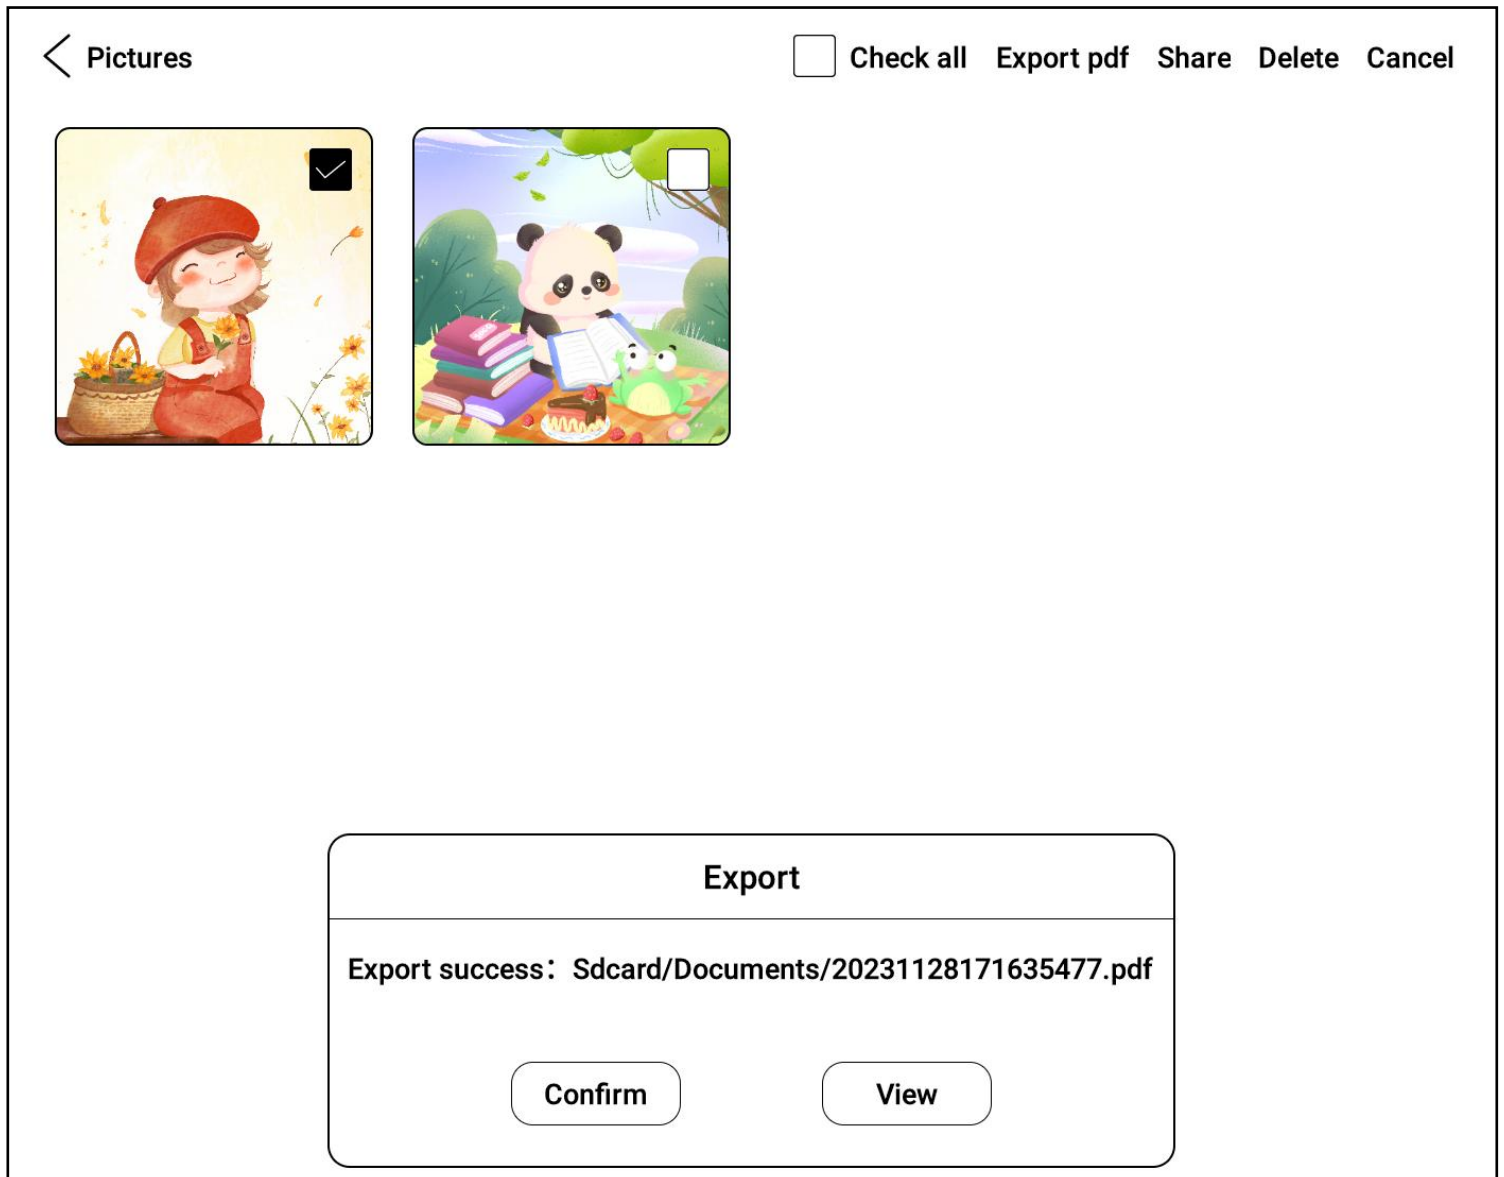 Pictures
Check all Export pdf Share Delete Cancel
Export
Export success：Sdcard/Documents/20231128171635477.pdf
Confirm View